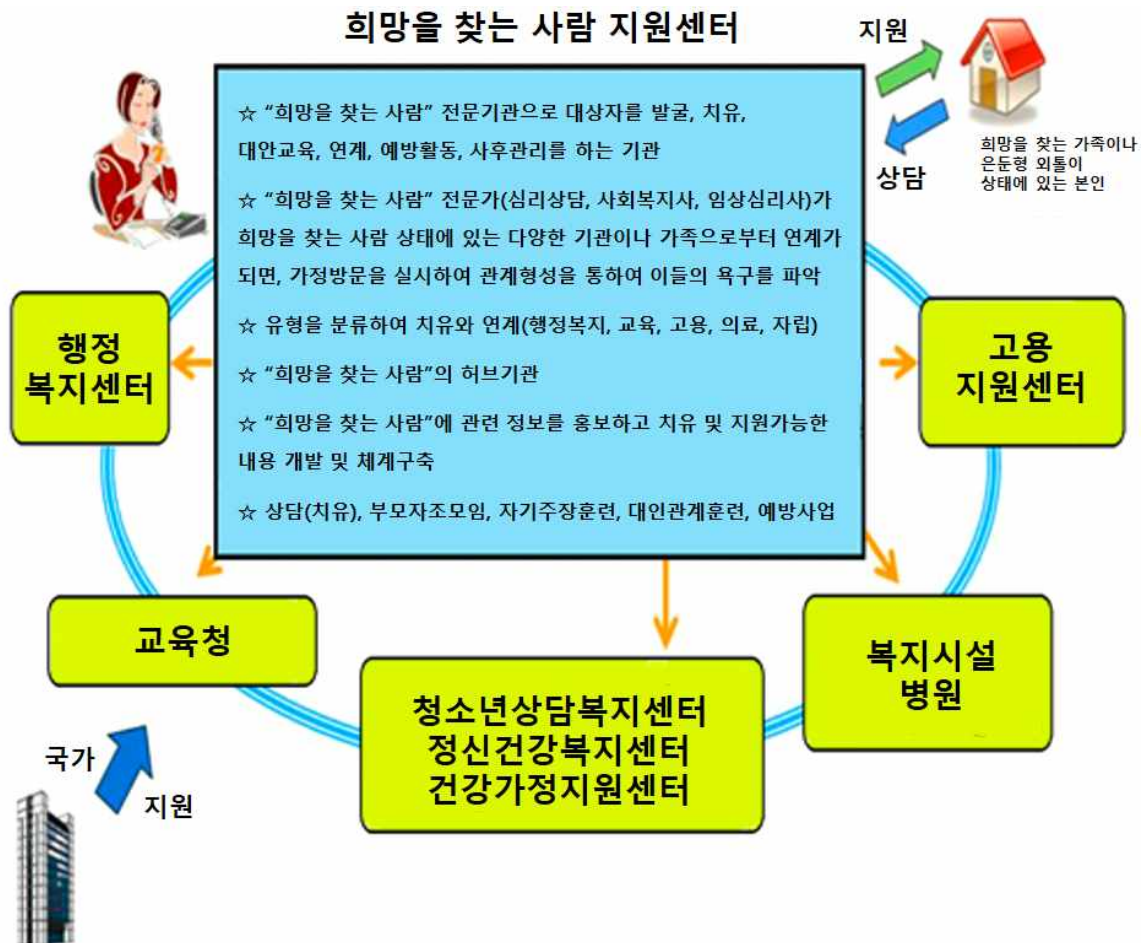 희망을 찾는 사람 지원센터
지원
상담
희망을 찾는 가족이나
은둔형 외톨이
상태에 있는 본인
☆ “희망을 찾는 사람” 전문기관으로 대상자를 발굴, 치유,
대안교육, 연계, 예방활동, 사후관리를 하는 기관
☆ “희망을 찾는 사람” 전문가(심리상담, 사회복지사, 임상심리사)가
희망을 찾는 사람 상태에 있는 다양한 기관이나 가족으로부터 연계가
되면, 가정방문을 실시하여 관계형성을 통하여 이들의 욕구를 파악
☆ 유형을 분류하여 치유와 연계(행정복지, 교육, 고용, 의료, 자립)
☆ “희망을 찾는 사람”의 허브기관
☆ “희망을 찾는 사람”에 관련 정보를 홍보하고 치유 및 지원가능한
내용 개발 및 체계구축
☆ 상담(치유), 부모자조모임, 자기주장훈련, 대인관계훈련, 예방사업
행정
복지센터
고용
지원센터
교육청
청소년상담복지센터
정신건강복지센터
건강가정지원센터
복지시설
병원
국가
지원